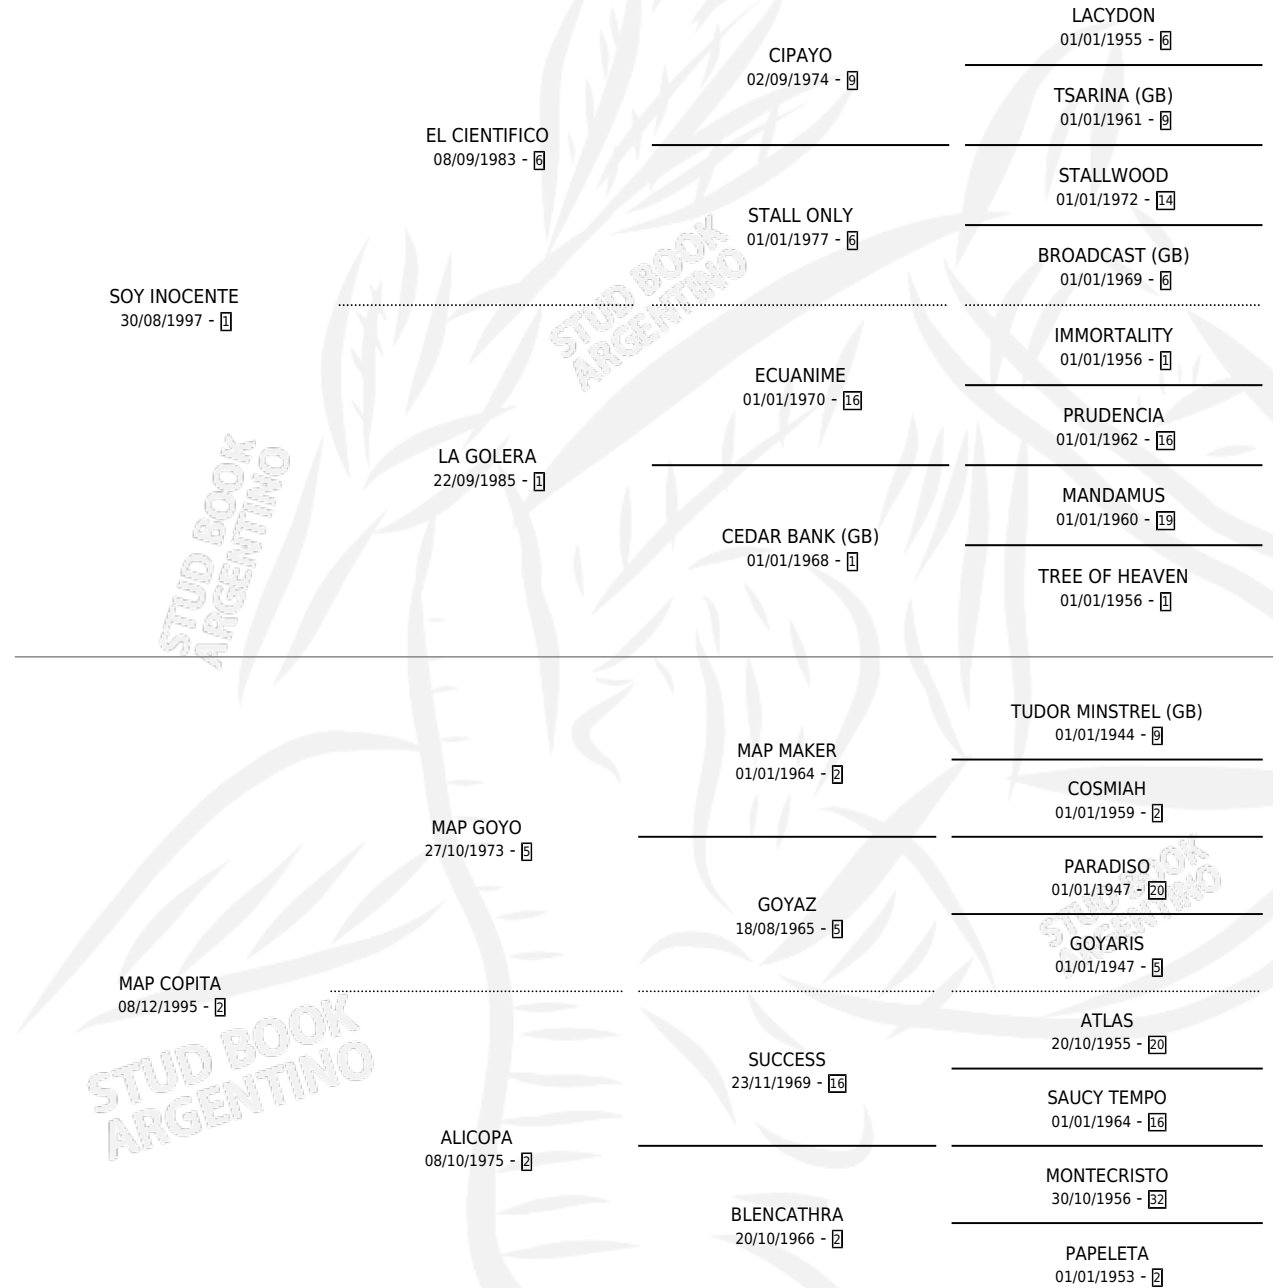 LACYDON
01/01/1955 - 6
CIPAYO
02/09/1974 - 9
TSARINA (GB)
01/01/1961 - 9
EL CIENTIFICO
08/09/1983 - 6
STALLWOOD
01/01/1972 - 14
STALL ONLY
01/01/1977 - 6
BROADCAST (GB)
01/01/1969 - 6
SOY INOCENTE
30/08/1997 - 1
IMMORTALITY
01/01/1956 - 1
ECUANIME
01/01/1970 - 16
PRUDENCIA
01/01/1962 - 16
LA GOLERA
22/09/1985 - 1
MANDAMUS
01/01/1960 - 19
CEDAR BANK (GB)
01/01/1968 - 1
TREE OF HEAVEN
01/01/1956 - 1
TUDOR MINSTREL (GB)
01/01/1944 - 9
MAP MAKER
01/01/1964 - 2
COSMIAH
01/01/1959 - 2
MAP GOYO
27/10/1973 - 5
PARADISO
01/01/1947 - 20
GOYAZ
18/08/1965 - 5
GOYARIS
01/01/1947 - 5
MAP COPITA
08/12/1995 - 2
ATLAS
20/10/1955 - 20
SUCCESS
23/11/1969 - 16
SAUCY TEMPO
01/01/1964 - 16
ALICOPA
08/10/1975 - 2
MONTECRISTO
30/10/1956 - 32
BLENCATHRA
20/10/1966 - 2
PAPELETA
01/01/1953 - 2
STUD BOOK
ARGENTINO
STUD BOOK
ARGENTINO
STUD BOOK
ARGENTINO
STUD BOOK
ARGENTINO